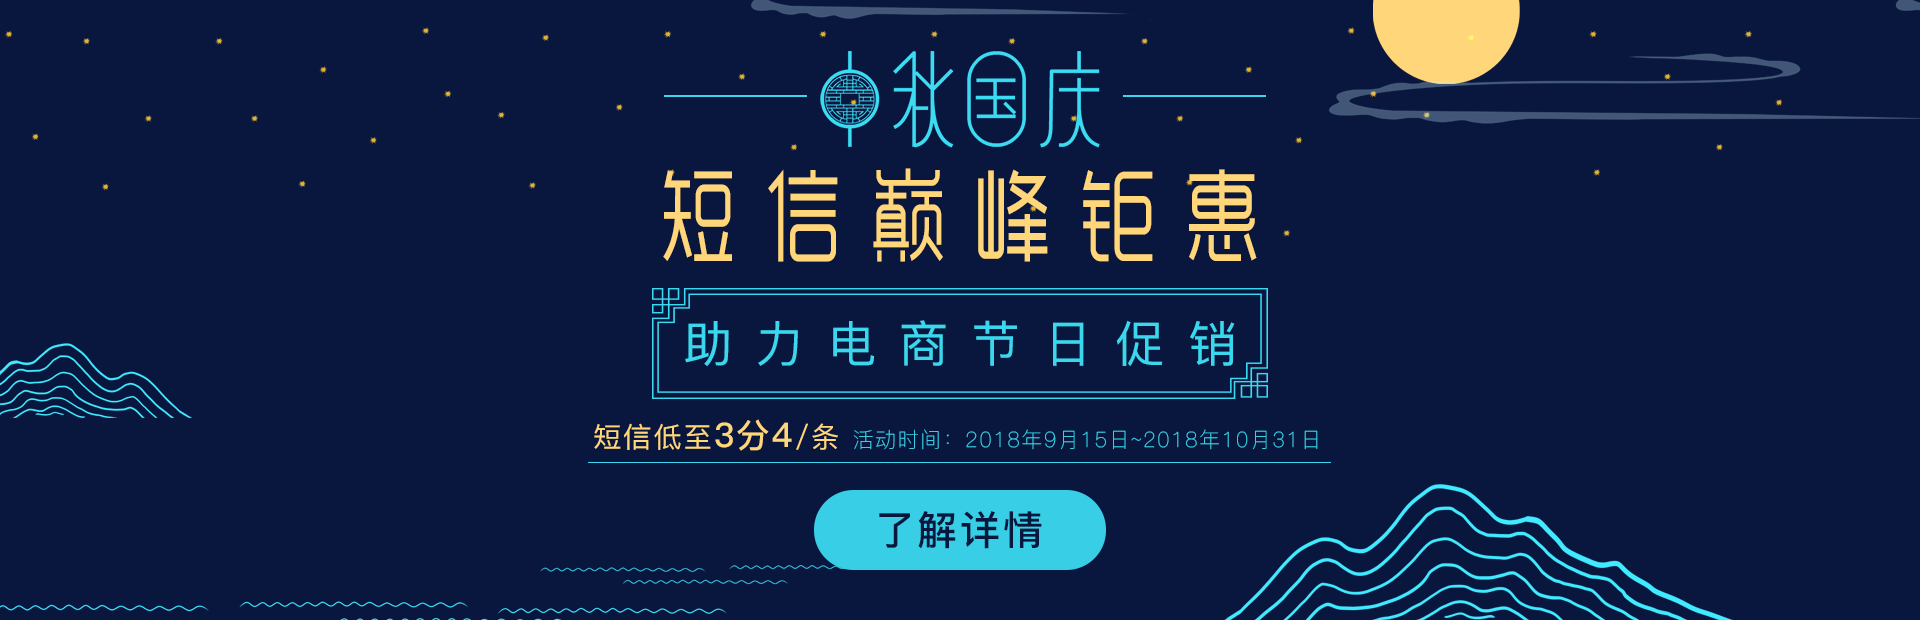 中秋国庆
短信巅峰钜惠
助力电商节日促销
短信低至3分4/条 活动时间：2018年9月15日~2018年10月31日
了解详情